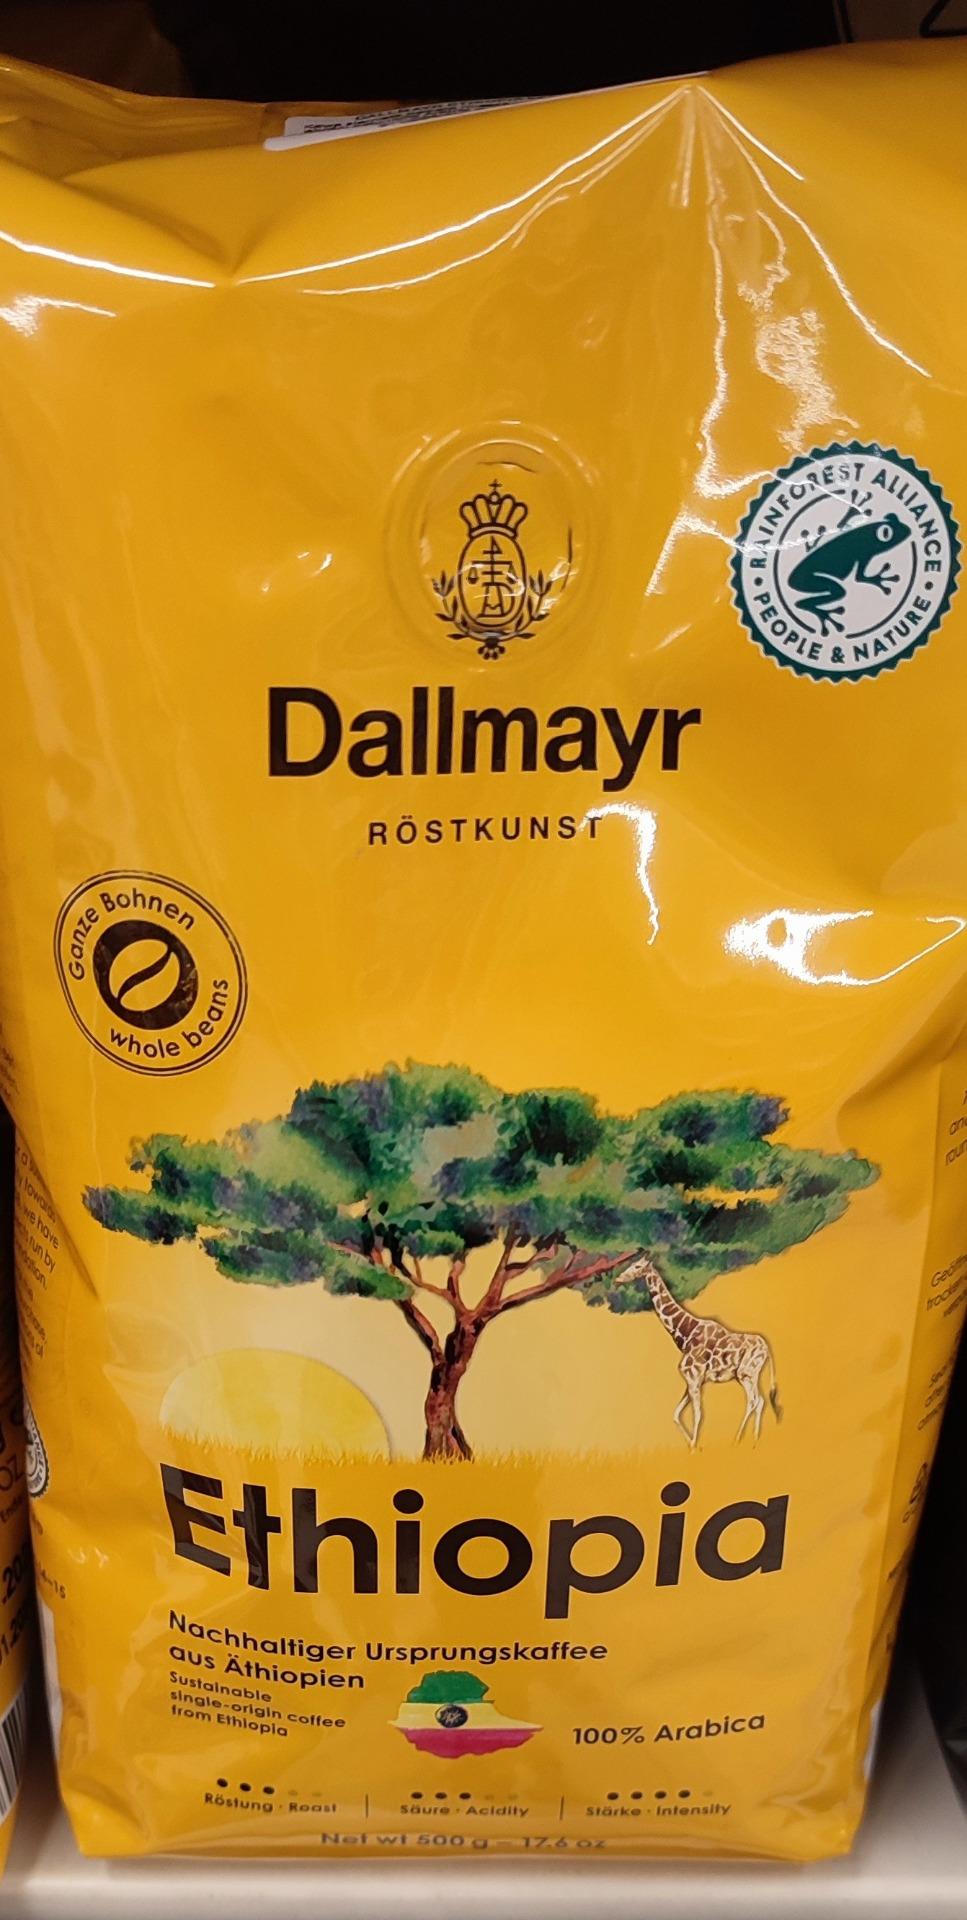 RAINFOREST ALLIANCE
PEOPLE & NATURE
Dallmayr
RÖSTKUNST
Ganze Bohnen
whole beans
Ethiopia
Nachhaltiger Ursprungskaffee
aus Äthiopien
Sustainable
single-origin coffee
from Ethiopia
100% Arabica
Röstung · Roast
Säure · Acidity
Stärke · Intensity
Net wt 500 g – 17.6 oz